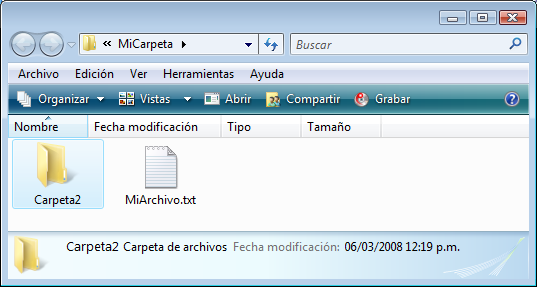 « MiCarpeta
Buscar
Archivo Edición Ver Herramientas Ayuda
Organizar Vistas Abrir Compartir Grabar
Nombre Fecha modificación Tipo Tamaño
Carpeta2 MiArchivo.txt
Carpeta2 Carpeta de archivos Fecha modificación: 06/03/2008 12:19 p.m.